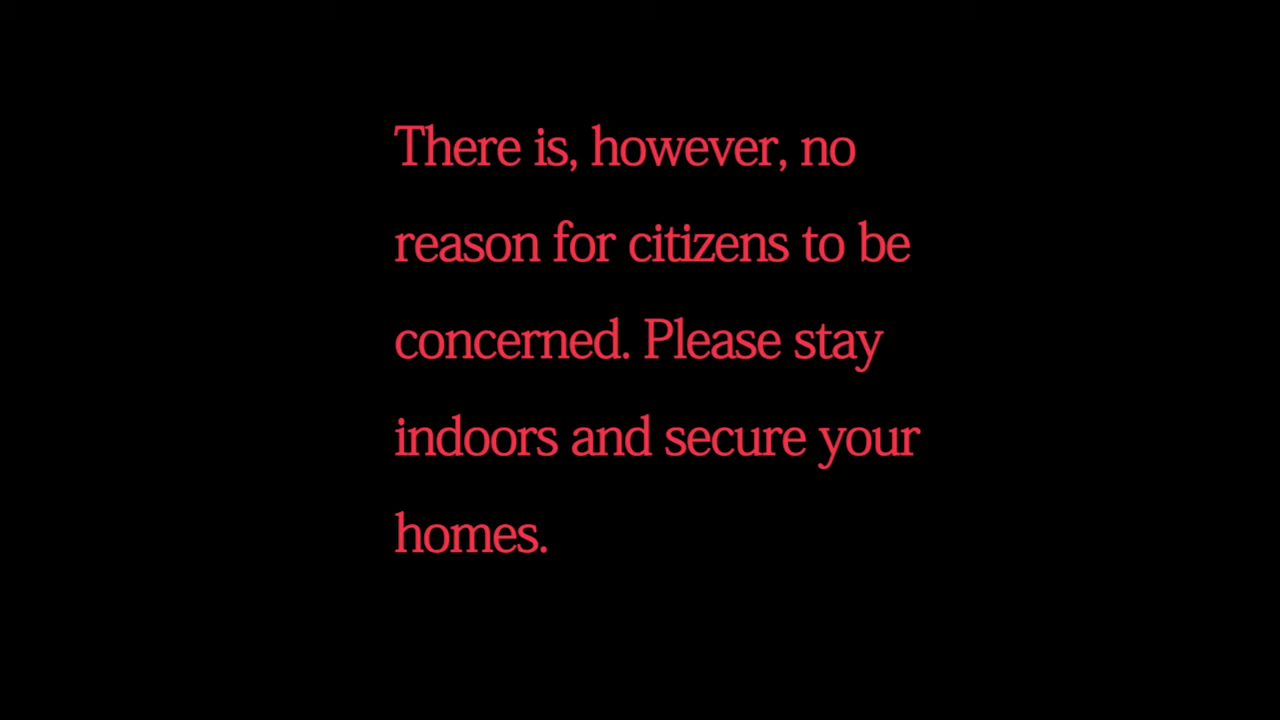 There is, however, no
reason for citizens to be
concerned. Please stay
indoors and secure your
homes.